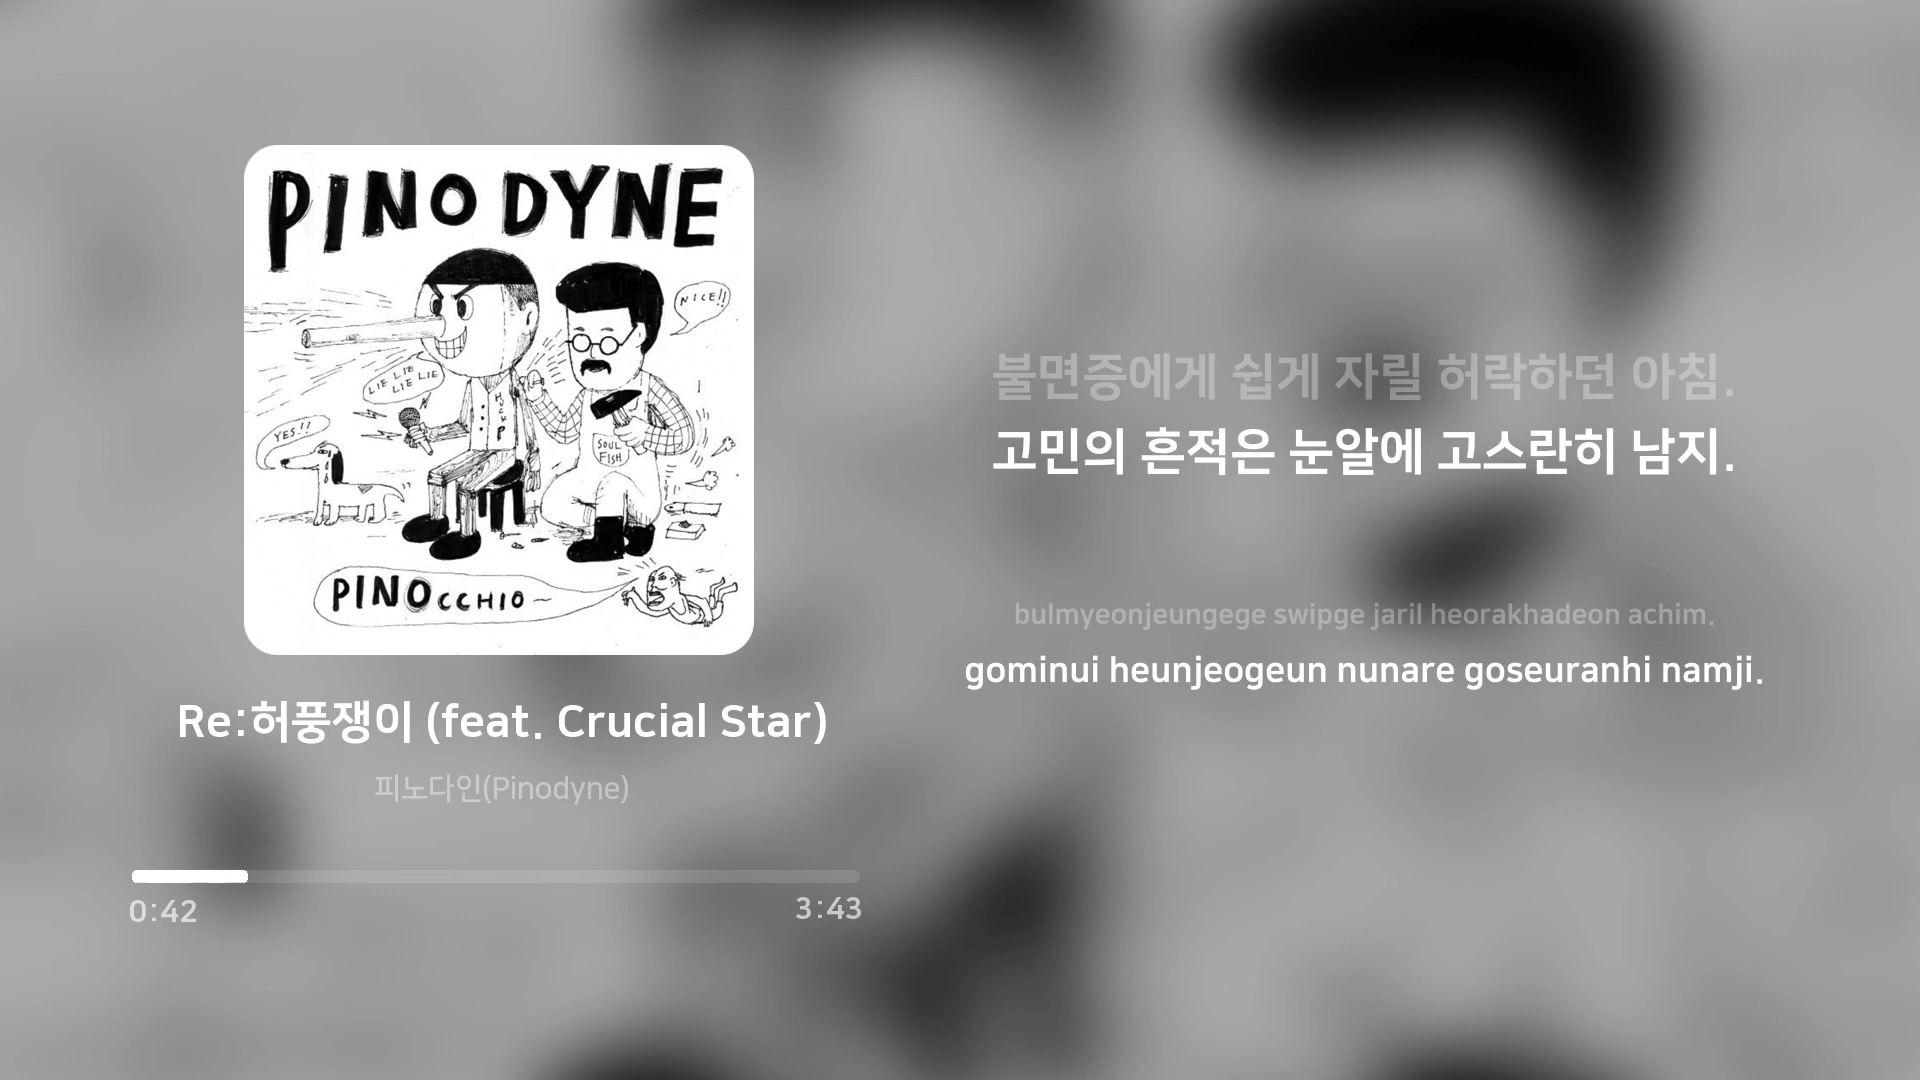 PINODYNE
NICE!!
LIE LIE
LIE LIE
YES!!
SOUL
FISH
PINOCCHIO~
Re:허풍쟁이 (feat. Crucial Star)
피노다인(Pinodyne)
0:42
3:43
불면증에게 쉽게 자릴 허락하던 아침.
고민의 흔적은 눈알에 고스란히 남지.
bulmyeonjeungege swipge jaril heorakhadeon achim.
gominui heunjeogeun nunare goseuranhi namji.